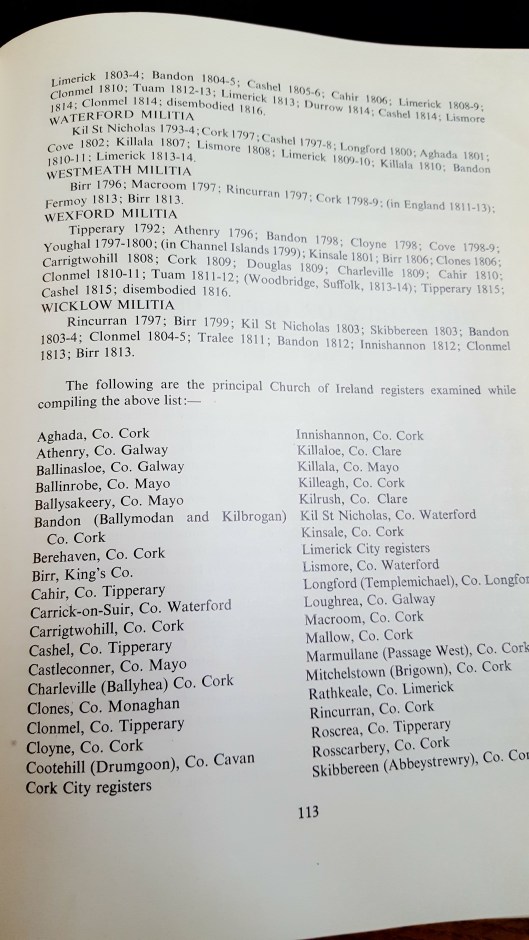 Limerick 1803-4; Bandon 1804-5; Cashel 1805-6; Cahir 1806; Limerick 1808-9;
Clonmel 1810; Tuam 1812-13; Limerick 1813; Durrow 1814; Cashel 1814; Lismore
1814; Clonmel 1814; disembodied 1816.
WATERFORD MILITIA
Kil St Nicholas 1793-4; Cork 1797; Cashel 1797-8; Longford 1800; Aghada 1801;
Cove 1802; Killala 1807; Lismore 1808; Limerick 1809-10; Killala 1810; Bandon
1810-11; Limerick 1813-14.
WESTMEATH MILITIA
Birr 1796; Macroom 1797; Rincurran 1797; Cork 1798-9; (in England 1811-13);
Fermoy 1813; Birr 1813.
WEXFORD MILITIA
Tipperary 1792; Athenry 1796; Bandon 1798; Cloyne 1798; Cove 1798-9;
Youghal 1797-1800; (in Channel Islands 1799); Kinsale 1801; Birr 1806; Clones 1806;
Carrigtwohill 1808; Cork 1809; Douglas 1809; Charleville 1809; Cahir 1810;
Clonmel 1810-11; Tuam 1811-12; (Woodbridge, Suffolk, 1813-14); Tipperary 1815;
Cashel 1815; disembodied 1816.
WICKLOW MILITIA
Rincurran 1797; Birr 1799; Kil St Nicholas 1803; Skibbereen 1803; Bandon
1803-4; Clonmel 1804-5; Tralee 1811; Bandon 1812; Innishannon 1812; Clonmel
1813; Birr 1813.
The following are the principal Church of Ireland registers examined while
compiling the above list:—
Aghada, Co. Cork
Athenry, Co. Galway
Ballinasloe, Co. Galway
Ballinrobe, Co. Mayo
Ballysakeery, Co. Mayo
Bandon (Ballymodan and Kilbrogan)
Co. Cork
Berehaven, Co. Cork
Birr, King's Co.
Cahir, Co. Tipperary
Carrick-on-Suir, Co. Waterford
Carrigtwohill, Co. Cork
Cashel, Co. Tipperary
Castleconner, Co. Mayo
Charleville (Ballyhea) Co. Cork
Clones, Co. Monaghan
Clonmel, Co. Tipperary
Cloyne, Co. Cork
Cootehill (Drumgoon), Co. Cavan
Cork City registers
Innishannon, Co. Cork
Killaloe, Co. Clare
Killala, Co. Mayo
Killeagh, Co. Cork
Kilrush, Co. Clare
Kil St Nicholas, Co. Waterford
Kinsale, Co. Cork
Limerick City registers
Lismore, Co. Waterford
Longford (Templemichael), Co. Longfor
Loughrea, Co. Galway
Macroom, Co. Cork
Mallow, Co. Cork
Marmullane (Passage West), Co. Cork
Mitchelstown (Brigown), Co. Cork
Rathkeale, Co. Limerick
Rincurran, Co. Cork
Roscrea, Co. Tipperary
Rosscarbery, Co. Cork
Skibbereen (Abbeystrewry), Co. Cor
113